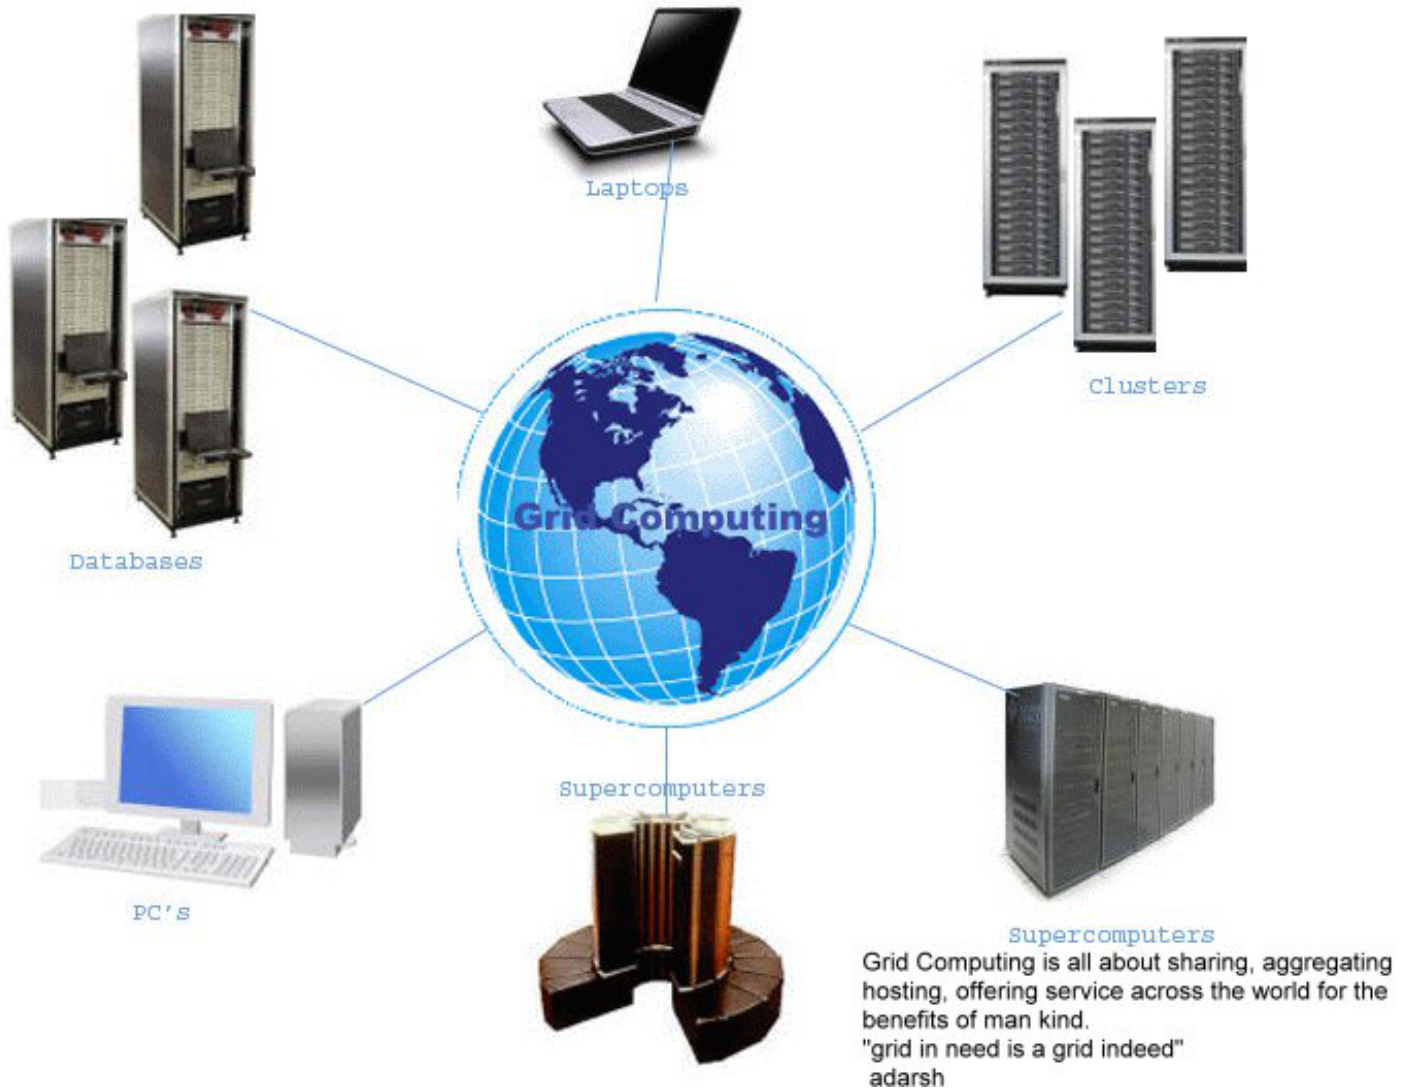 Laptops
Clusters
Grid Computing
Databases
Supercomputers
PC's
Supercomputers
Grid Computing is all about sharing, aggregating
hosting, offering service across the world for the
benefits of man kind.
"grid in need is a grid indeed"
adarsh